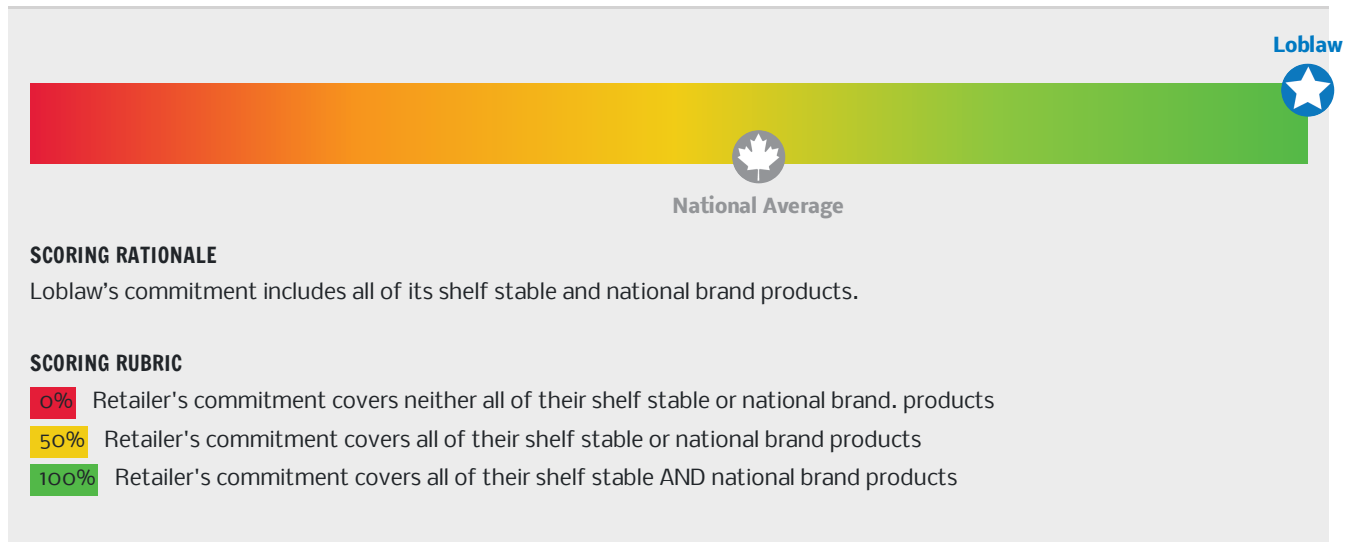 Loblaw
National Average
SCORING RATIONALE
Loblaw's commitment includes all of its shelf stable and national brand products.
SCORING RUBRIC
0% Retailer's commitment covers neither all of their shelf stable or national brand. products
50% Retailer's commitment covers all of their shelf stable or national brand products
100% Retailer's commitment covers all of their shelf stable AND national brand products